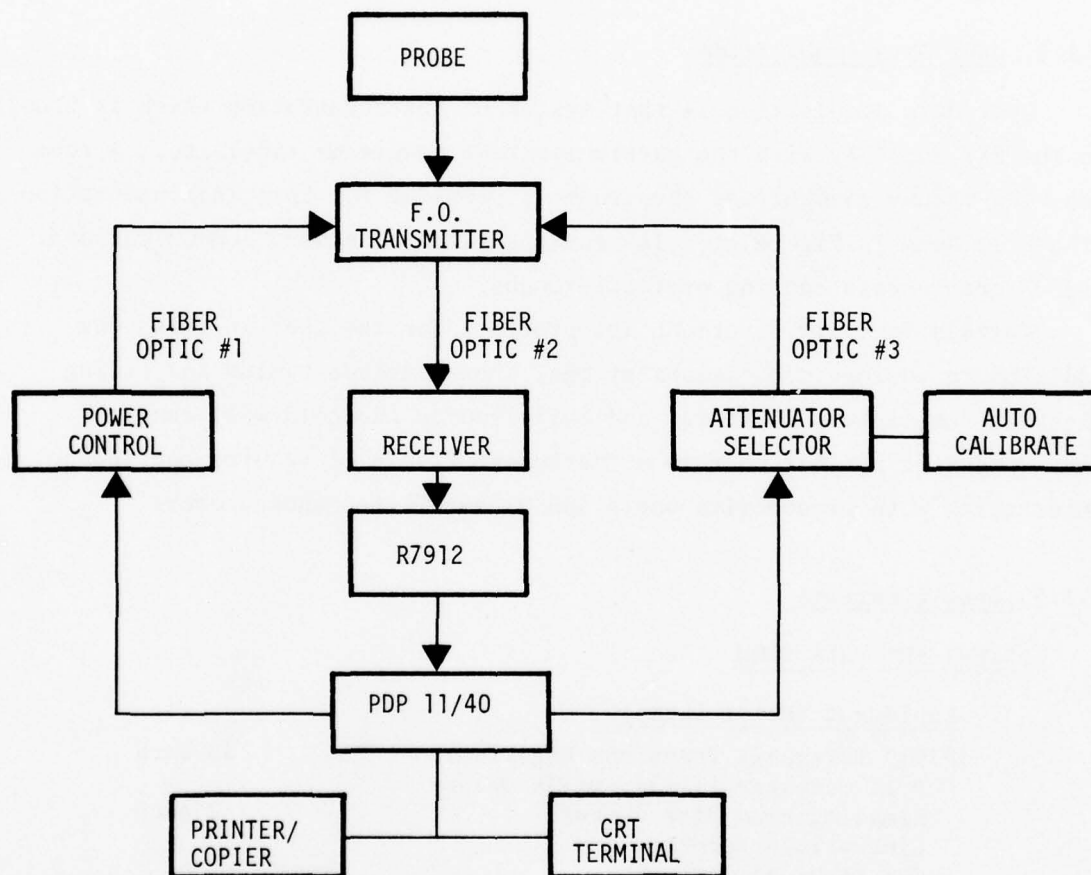 PROBE
F.O.
TRANSMITTER
FIBER
OPTIC #1
FIBER
OPTIC #2
FIBER
OPTIC #3
POWER
CONTROL
RECEIVER
ATTENUATOR
SELECTOR
AUTO
CALIBRATE
R7912
PDP 11/40
PRINTER/
COPIER
CRT
TERMINAL